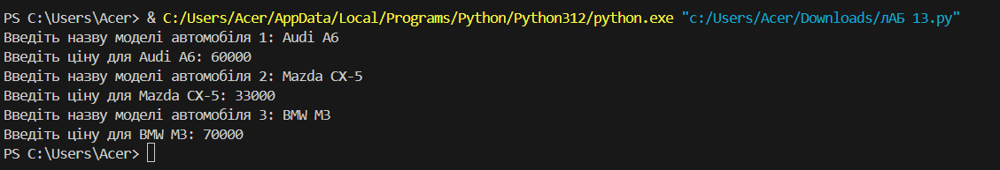 PS C:\Users\Acer> & C:/Users/Acer/AppData/Local/Programs/Python/Python312/python.exe "c:/Users/Acer/Downloads/лАБ 13.py"
Введіть назву моделі автомобіля 1: Audi A6
Введіть ціну для Audi A6: 60000
Введіть назву моделі автомобіля 2: Mazda CX-5
Введіть ціну для Mazda CX-5: 33000
Введіть назву моделі автомобіля 3: BMW M3
Введіть ціну для BMW M3: 70000
PS C:\Users\Acer>